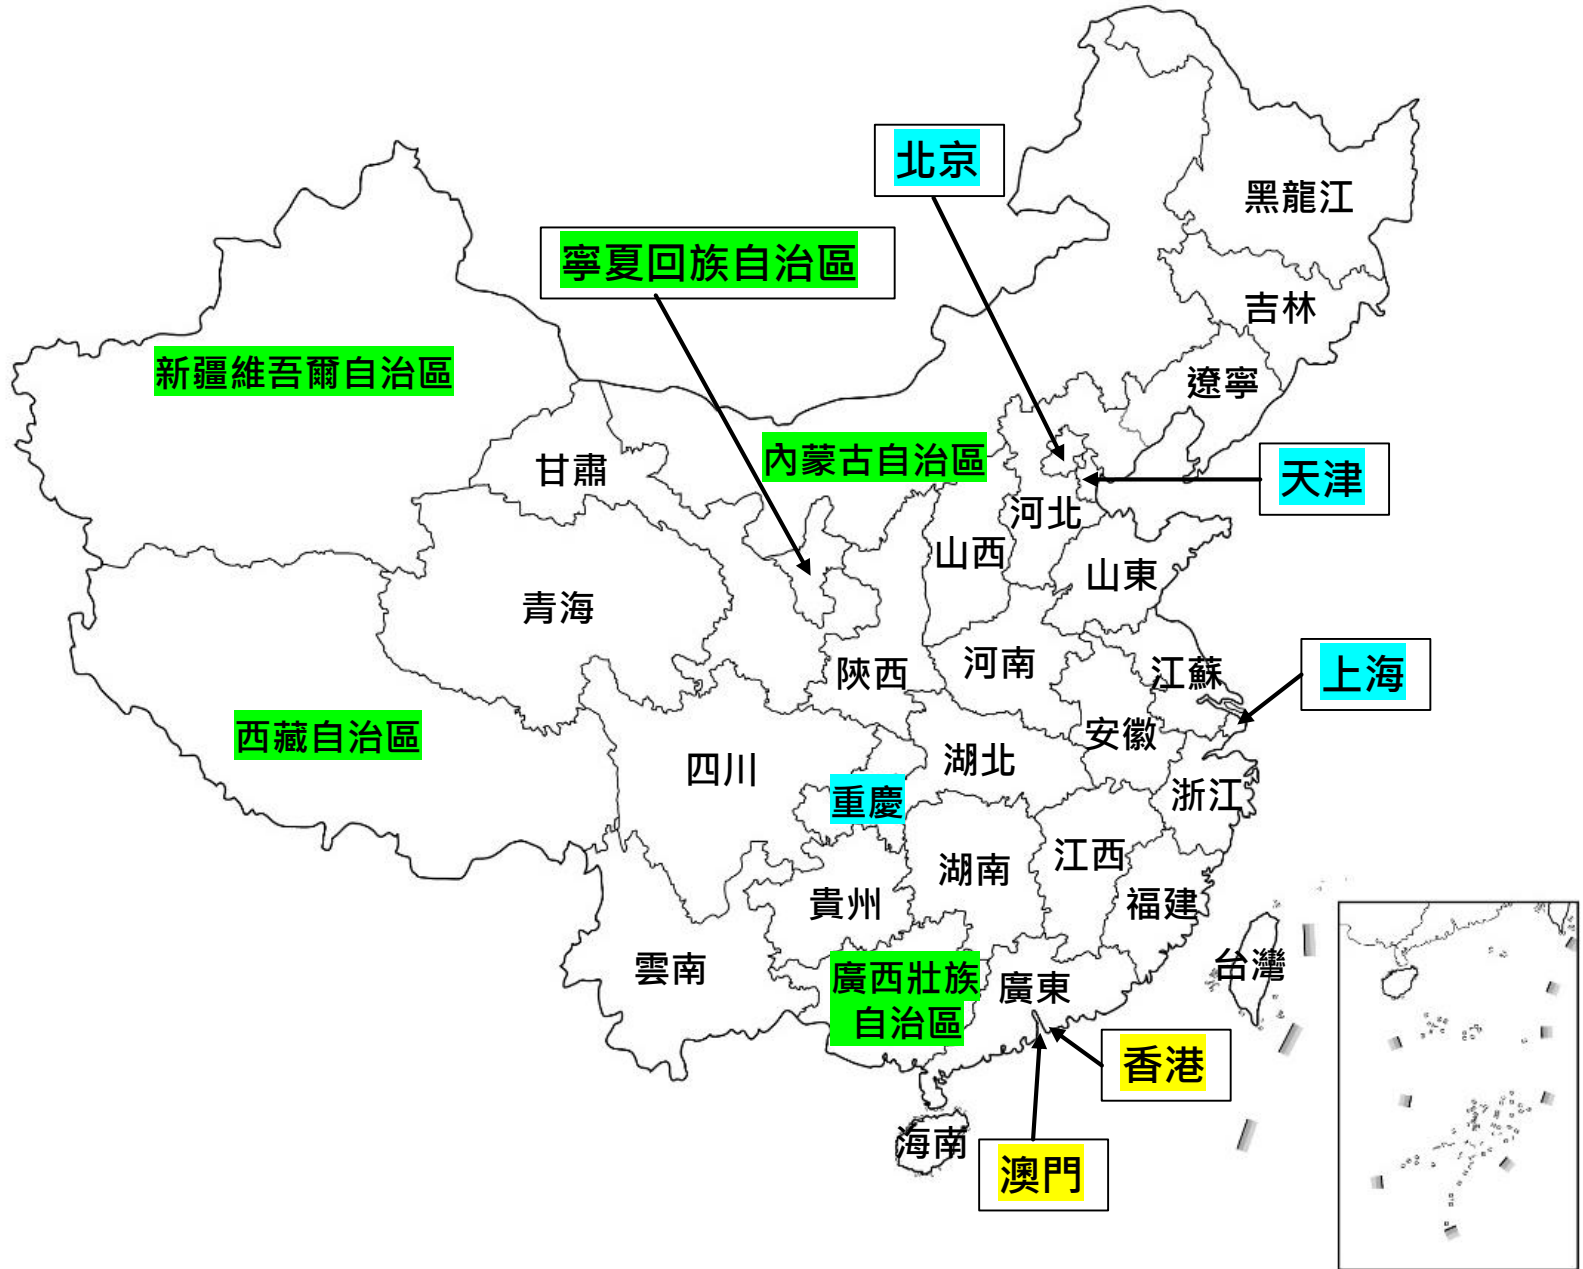 北京
黑龍江
寧夏回族自治區
吉林
新疆維吾爾自治區
遼寧
內蒙古自治區
甘肅
天津
河北
山西
山東
青海
陝西
河南
江蘇
上海
西藏自治區
安徽
四川
湖北
重慶
浙江
湖南
江西
貴州
福建
雲南
廣西壯族
自治區
廣東
台灣
香港
海南
澳門